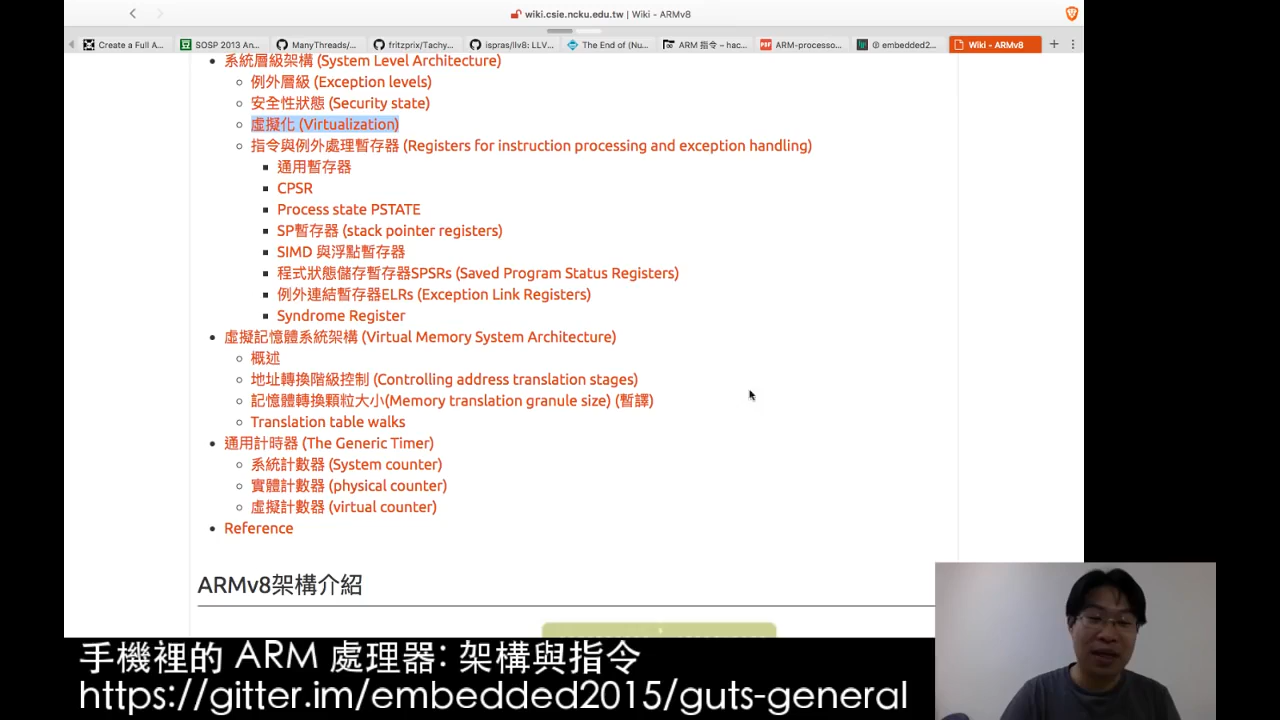 wiki.csie.ncku.edu.tw | Wiki - ARMv8
Create a Full A...
SOSP 2013 An...
ManyThreads/...
fritzprix/Tachy...
ispras/llv8: LLV...
The End of (Nu...
ARM 指令 – hac...
ARM-processo...
embedded2...
Wiki - ARMv8
系統層級架構 (System Level Architecture)
例外層級 (Exception levels)
安全性狀態 (Security state)
虛擬化 (Virtualization)
指令與例外處理暫存器 (Registers for instruction processing and exception handling)
通用暫存器
CPSR
Process state PSTATE
SP暫存器 (stack pointer registers)
SIMD 與浮點暫存器
程式狀態儲存暫存器SPSRs (Saved Program Status Registers)
例外連結暫存器ELRs (Exception Link Registers)
Syndrome Register
虛擬記憶體系統架構 (Virtual Memory System Architecture)
概述
地址轉換階級控制 (Controlling address translation stages)
記憶體轉換顆粒大小(Memory translation granule size) (暫譯)
Translation table walks
通用計時器 (The Generic Timer)
系統計數器 (System counter)
實體計數器 (physical counter)
虛擬計數器 (virtual counter)
Reference
ARMv8架構介紹
手機裡的 ARM 處理器: 架構與指令
https://gitter.im/embedded2015/guts-general